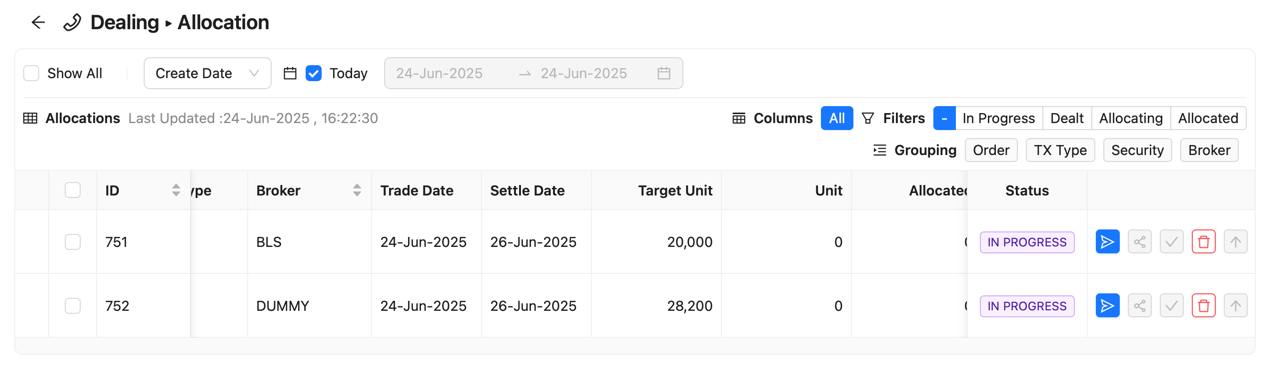 Dealing ▸ Allocation
Show All Create Date Today 24-Jun-2025 → 24-Jun-2025
Allocations Last Updated :24-Jun-2025 , 16:22:30 Columns All Filters - In Progress Dealt Allocating Allocated
Grouping Order TX Type Security Broker
ID ype Broker Trade Date Settle Date Target Unit Unit Allocated Status
751 BLS 24-Jun-2025 26-Jun-2025 20,000 0 0 IN PROGRESS
752 DUMMY 24-Jun-2025 26-Jun-2025 28,200 0 0 IN PROGRESS